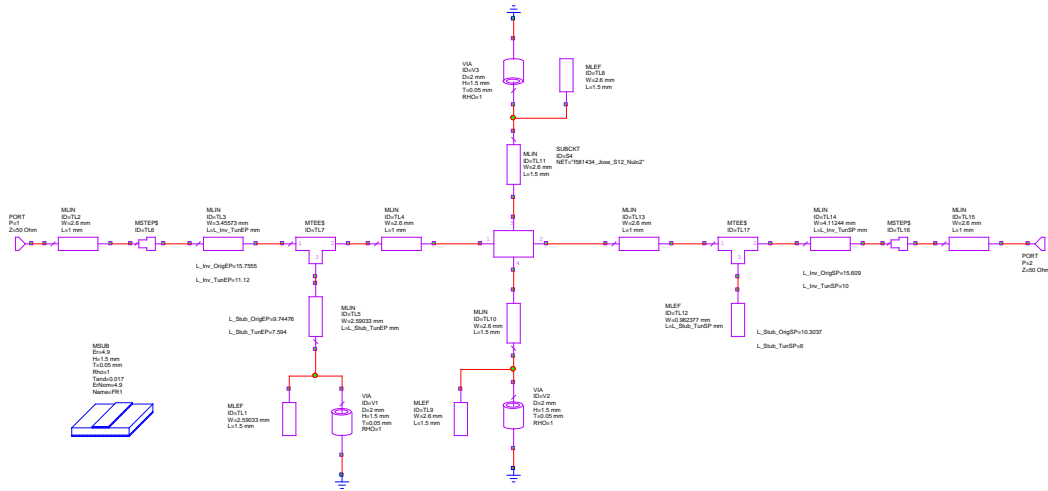 VIA
ID=V3
D=2 mm
H=1.5 mm
T=0.05 mm
RHO=1
MLEF
ID=TL8
W=2.6 mm
L=1.5 mm
MLIN
ID=TL11
W=2.6 mm
L=1.5 mm
SUBCKT
ID=S4
NET="f581434_Jose_S12_Nulo2"
PORT
P=1
Z=50 Ohm
MLIN
ID=TL2
W=2.6 mm
L=1 mm
MSTEP$
ID=TL6
MLIN
ID=TL3
W=3.45573 mm
L=L_Inv_TunEP mm
MTEE$
ID=TL7
MLIN
ID=TL4
W=2.6 mm
L=1 mm
MLIN
ID=TL13
W=2.6 mm
L=1 mm
MTEE$
ID=TL17
MLIN
ID=TL14
W=4.11244 mm
L=L_Inv_TunSP mm
MSTEP$
ID=TL16
MLIN
ID=TL15
W=2.6 mm
L=1 mm
PORT
P=2
Z=50 Ohm
1
2
3
1
2
3
4
1
2
3
L_Inv_OrigEP=15.7555
L_Inv_TunEP=11.12
L_Inv_OrigSP=15.609
L_Inv_TunSP=10
L_Stub_OrigEP=9.74476
L_Stub_TunEP=7.594
MLIN
ID=TL5
W=2.59033 mm
L=L_Stub_TunEP mm
MLIN
ID=TL10
W=2.6 mm
L=1.5 mm
MLEF
ID=TL12
W=0.982377 mm
L=L_Stub_TunSP mm
L_Stub_OrigSP=10.3037
L_Stub_TunSP=6
MSUB
Er=4.9
H=1.5 mm
T=0.05 mm
Rho=1
Tand=0.017
ErNom=4.9
Name=FR1
MLEF
ID=TL1
W=2.59033 mm
L=1.5 mm
VIA
ID=V1
D=2 mm
H=1.5 mm
T=0.05 mm
RHO=1
MLEF
ID=TL9
W=2.6 mm
L=1.5 mm
VIA
ID=V2
D=2 mm
H=1.5 mm
T=0.05 mm
RHO=1